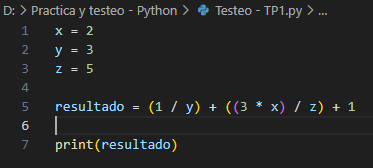 D: > Practica y testeo - Python > Testeo - TP1.py > ...
1 x = 2
2 y = 3
3 z = 5
4
5 resultado = (1 / y) + ((3 * x) / z) + 1
6
7 print(resultado)